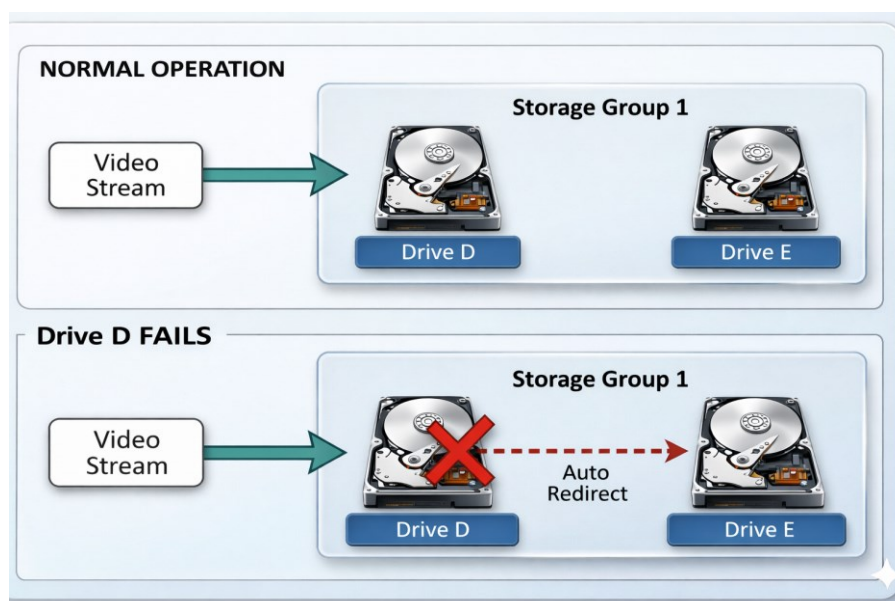 NORMAL OPERATION
Storage Group 1
Video
Stream
Drive D
Drive E
Drive D FAILS
Storage Group 1
Video
Stream
Auto
Redirect
Drive D
Drive E